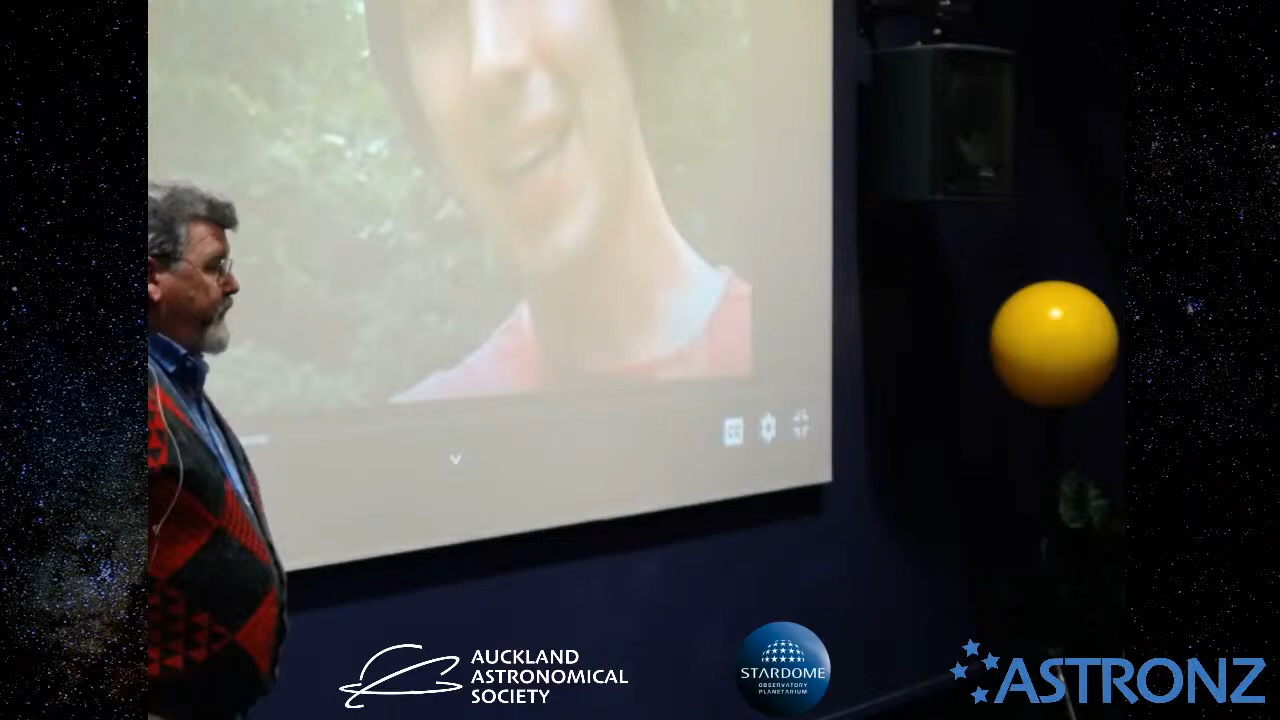 AUCKLAND
ASTRONOMICAL
SOCIETY
STARDOME
OBSERVATORY
PLANETARIUM
ASTRONZ